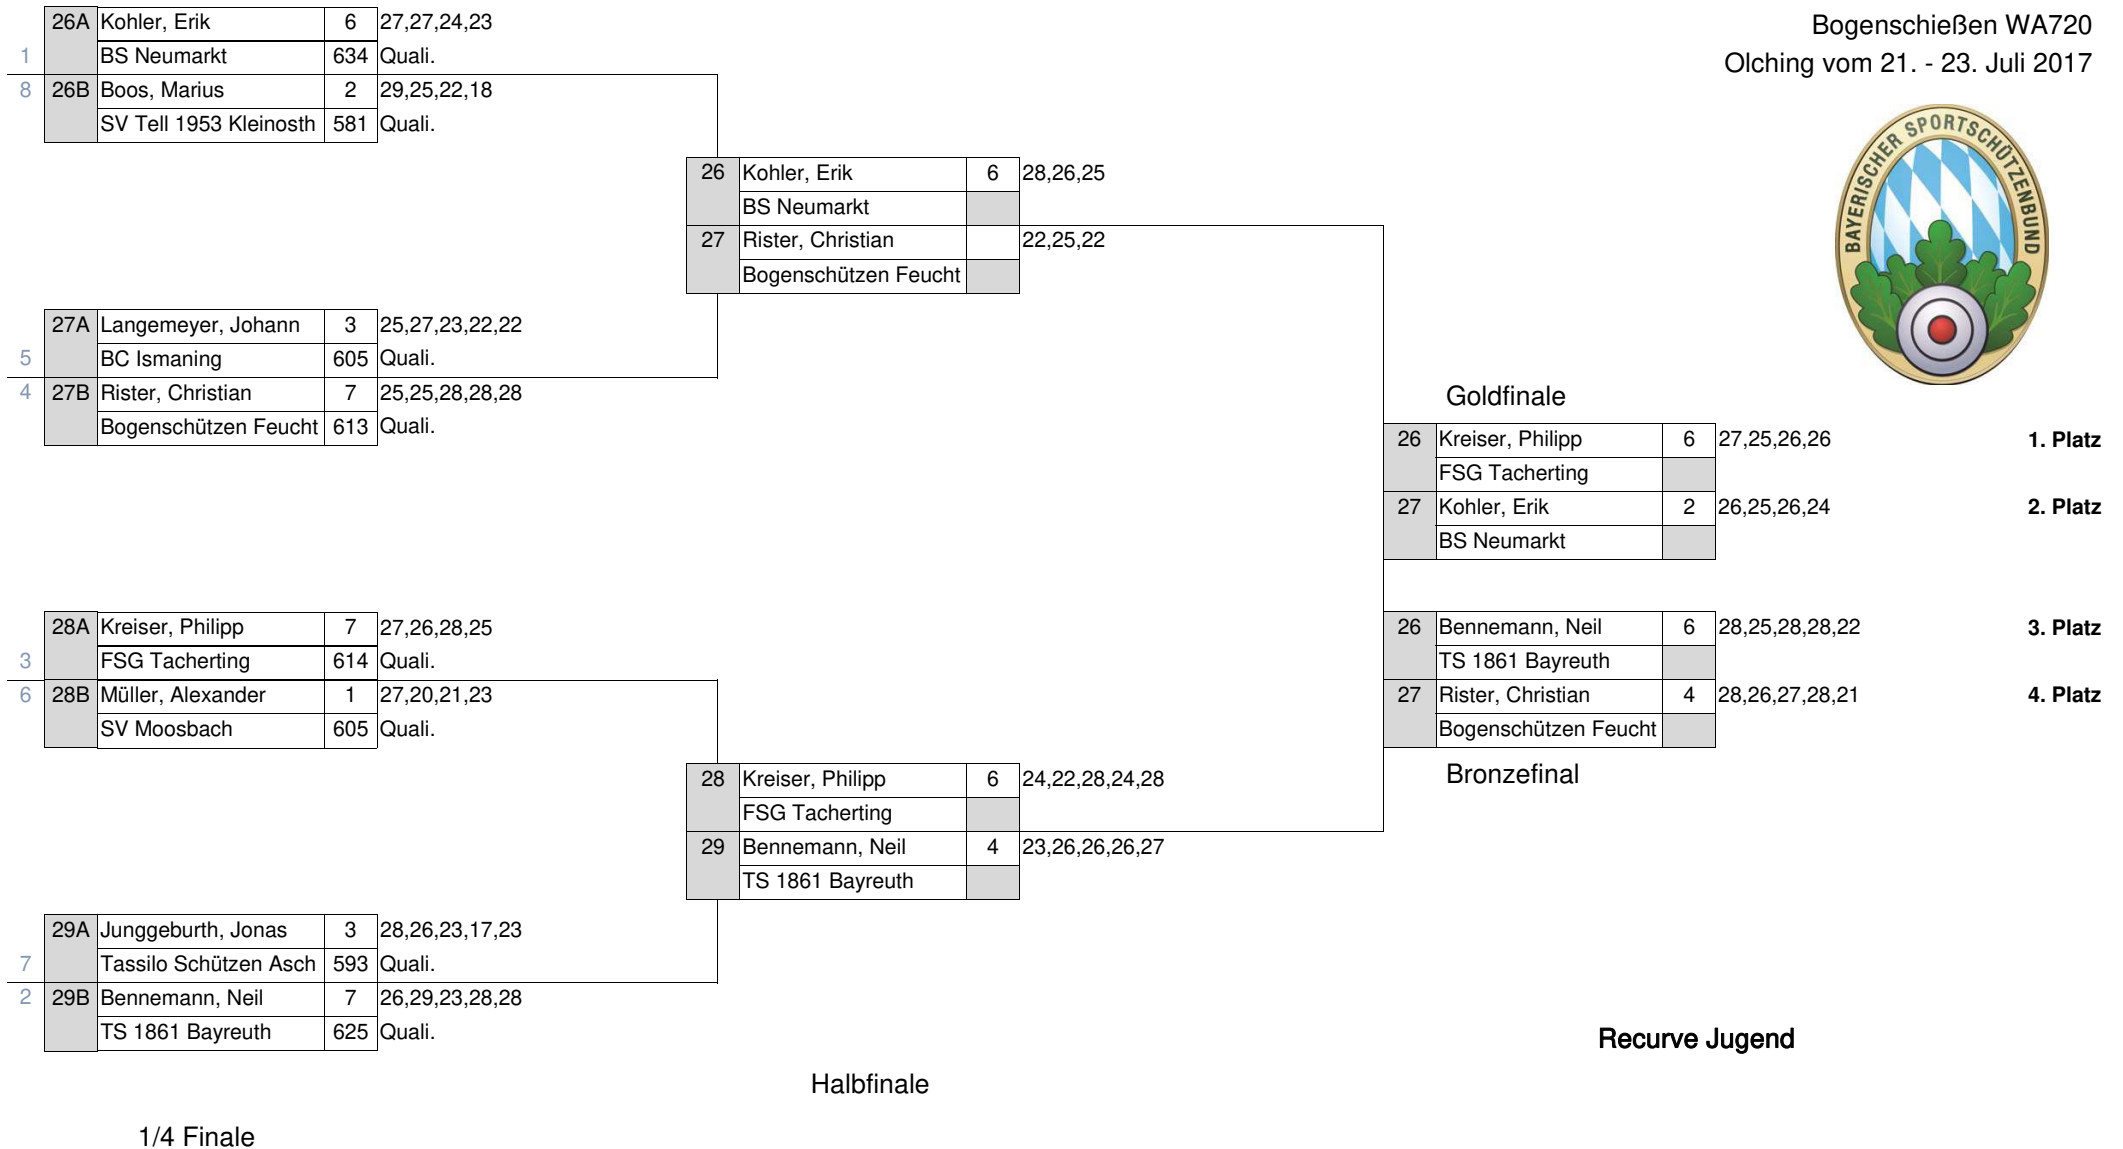 Bogenschießen WA720
Olching vom 21. - 23. Juli 2017
BAYERISCHER SPORTSCHÜTZENBUND
26A Kohler, Erik 6 27,27,24,23
1 BS Neumarkt 634 Quali.
8 26B Boos, Marius 2 29,25,22,18
SV Tell 1953 Kleinosth 581 Quali.
27A Langemeyer, Johann 3 25,27,23,22,22
5 BC Ismaning 605 Quali.
4 27B Rister, Christian 7 25,25,28,28,28
Bogenschützen Feucht 613 Quali.
28A Kreiser, Philipp 7 27,26,28,25
3 FSG Tacherting 614 Quali.
6 28B Müller, Alexander 1 27,20,21,23
SV Moosbach 605 Quali.
29A Junggeburth, Jonas 3 28,26,23,17,23
7 Tassilo Schützen Asch 593 Quali.
2 29B Bennemann, Neil 7 26,29,23,28,28
TS 1861 Bayreuth 625 Quali.
1/4 Finale
26 Kohler, Erik 6 28,26,25
BS Neumarkt
27 Rister, Christian 22,25,22
Bogenschützen Feucht
28 Kreiser, Philipp 6 24,22,28,24,28
FSG Tacherting
29 Bennemann, Neil 4 23,26,26,26,27
TS 1861 Bayreuth
Halbfinale
Goldfinale
26 Kreiser, Philipp 6 27,25,26,26 1. Platz
FSG Tacherting
27 Kohler, Erik 2 26,25,26,24 2. Platz
BS Neumarkt
26 Bennemann, Neil 6 28,25,28,28,22 3. Platz
TS 1861 Bayreuth
27 Rister, Christian 4 28,26,27,28,21 4. Platz
Bogenschützen Feucht
Bronzefinal
Recurve Jugend